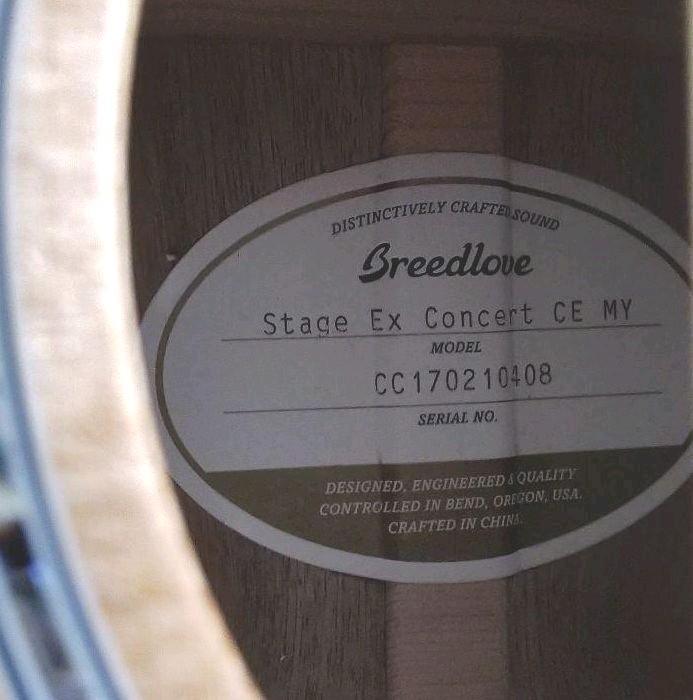 DISTINCTIVELY CRAFTED SOUND
Breedlove
Stage Ex Concert CE MY
MODEL
CC170210408
SERIAL NO.
DESIGNED, ENGINEERED & QUALITY
CONTROLLED IN BEND, OREGON, USA.
CRAFTED IN CHINA.